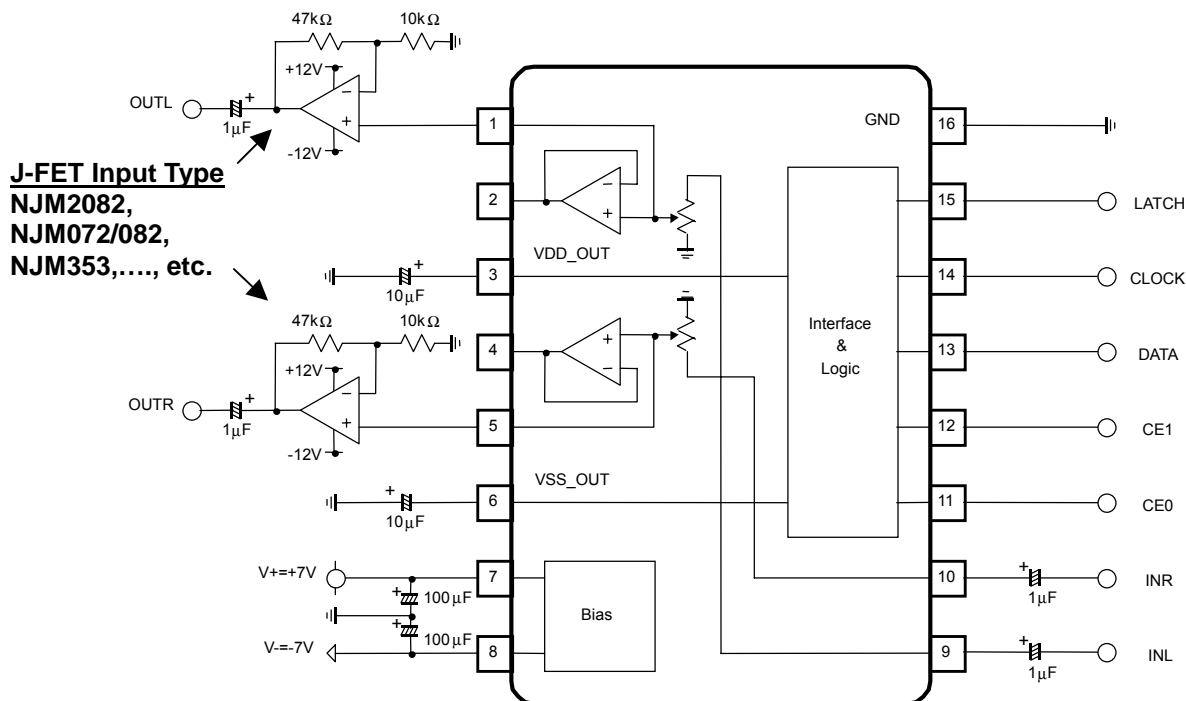 47kΩ 10kΩ
+12V
OUTL
+
1μF
−
+
-12V
J-FET Input Type
NJM2082,
NJM072/082,
NJM353,…., etc.
1
2
−
+
VDD_OUT
+
10μF
3
47kΩ 10kΩ
+12V
OUTR
+
1μF
−
+
-12V
4
+
−
5
VSS_OUT
+
10μF
6
V+=+7V
7
+
100μF
+
100μF
V-=-7V
8
Bias
Interface
&
Logic
GND
16
15
LATCH
14
CLOCK
13
DATA
12
CE1
11
CE0
10
+
1μF
INR
9
+
1μF
INL